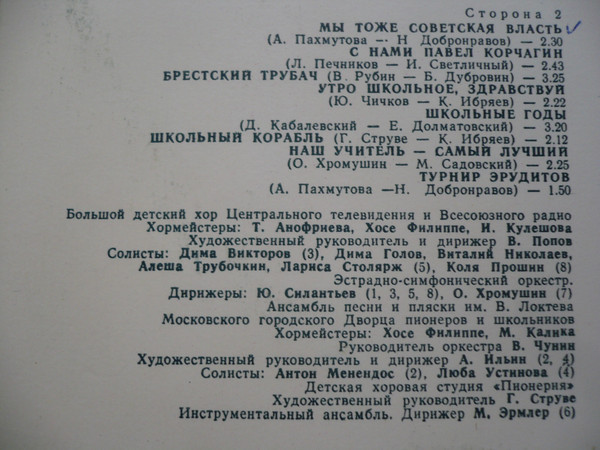 Сторона 2
МЫ ТОЖЕ СОВЕТСКАЯ ВЛАСТЬ
(А. Пахмутова — Н Добронравов) — 2.30
С НАМИ ПАВЕЛ КОРЧАГИН
(Л. Печников — И. Светличный) — 2.43
БРЕСТСКИЙ ТРУБАЧ (В. Рубин — Б. Дубровин) — 3.25
УТРО ШКОЛЬНОЕ, ЗДРАВСТВУЙ
(Ю. Чичков — К. Ибряев) — 2.22
ШКОЛЬНЫЕ ГОДЫ
(Д. Кабалевский — Е. Долматовский) — 3.20
ШКОЛЬНЫЙ КОРАБЛЬ (Г. Струве — К. Ибряев) — 2.12
НАШ УЧИТЕЛЬ — САМЫЙ ЛУЧШИЙ
(О. Хромушин — М. Садовский) — 2.25
ТУРНИР ЭРУДИТОВ
(А. Пахмутова —Н. Добронравов) — 1.50
Большой детский хор Центрального телевидения и Всесоюзного радио
Хормейстеры: Т. Анофриева, Хосе Филиппе, И. Кулешова
Художественный руководитель и дирижер В. Попов
Солисты: Дима Викторов (3), Дима Голов, Виталий Николаев,
Алеша Трубочкин, Лариса Столярж (5), Коля Прошин (8)
Эстрадно-симфонический оркестр.
Дирижеры: Ю. Силантьев (1, 3, 5, 8), О. Хромушин (7)
Ансамбль песни и пляски им. В. Локтева
Московского городского Дворца пионеров и школьников
Хормейстеры: Хосе Филиппе, М. Калика
Руководитель оркестра В. Чунин
Художественный руководитель и дирижер А. Ильин (2, 4)
Солисты: Антон Менендос (2), Люба Устинова (4)
Детская хоровая студия «Пионерия»
Художественный руководитель Г. Струве
Инструментальный ансамбль. Дирижер М. Эрмлер (6)